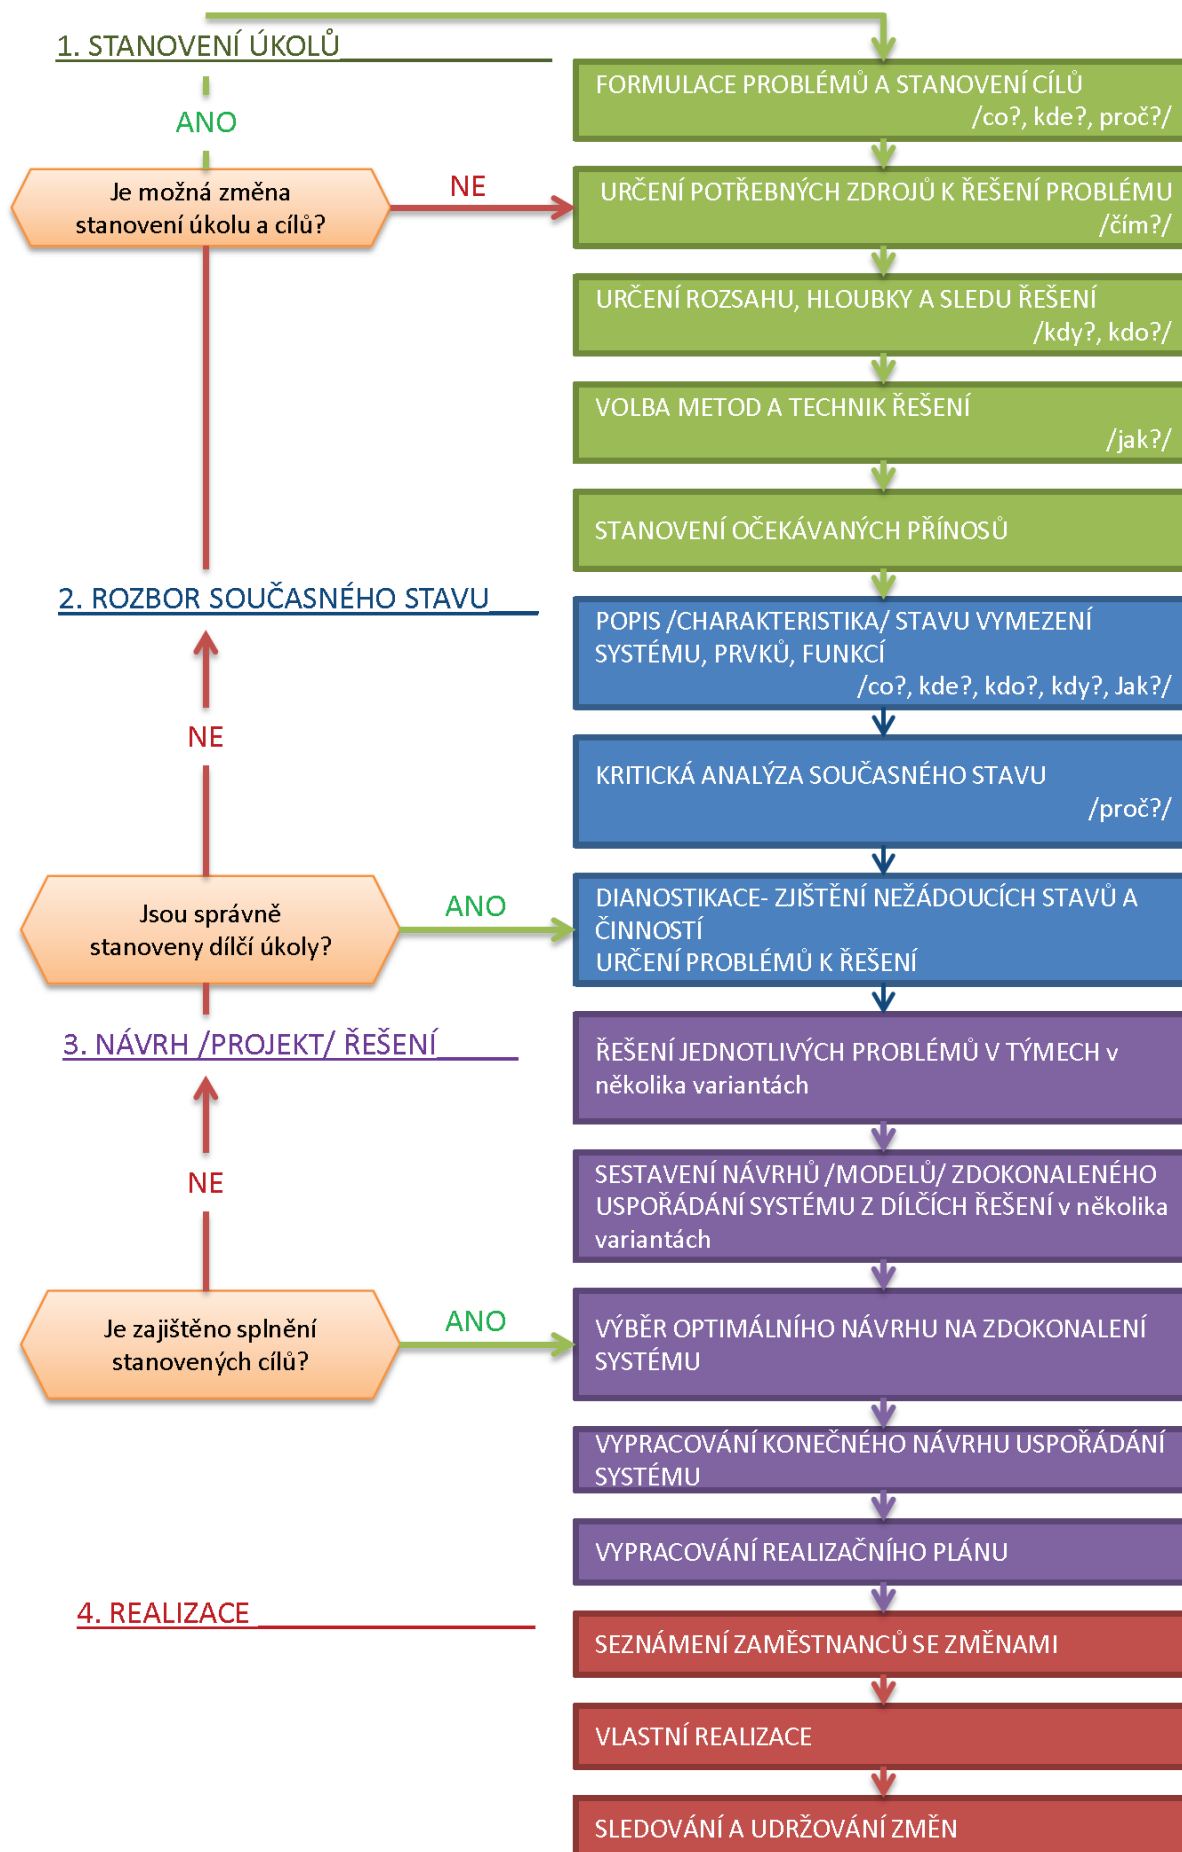 1. STANOVENÍ ÚKOLŮ
FORMULACE PROBLÉMŮ A STANOVENÍ CÍLŮ
/co?, kde?, proč?/
ANO
Je možná změna
stanovení úkolu a cílů?
NE
URČENÍ POTŘEBNÝCH ZDROJŮ K ŘEŠENÍ PROBLÉMU
/čím?/
URČENÍ ROZSAHU, HLOUBKY A SLEDU ŘEŠENÍ
/kdy?, kdo?/
VOLBA METOD A TECHNIK ŘEŠENÍ
/jak?/
STANOVENÍ OČEKÁVANÝCH PŘÍNOSŮ
2. ROZBOR SOUČASNÉHO STAVU
POPIS /CHARAKTERISTIKA/ STAVU VYMEZENÍ
SYSTÉMU, PRVKŮ, FUNKCÍ
/co?, kde?, kdo?, kdy?, Jak?/
NE
KRITICKÁ ANALÝZA SOUČASNÉHO STAVU
/proč?/
Jsou správně
stanoveny dílčí úkoly?
ANO
DIANOSTIKACE- ZJIŠTĚNÍ NEŽÁDOUCÍCH STAVŮ A
ČINNOSTÍ
URČENÍ PROBLÉMŮ K ŘEŠENÍ
3. NÁVRH /PROJEKT/ ŘEŠENÍ
ŘEŠENÍ JEDNOTLIVÝCH PROBLÉMŮ V TÝMECH v
několika variantách
NE
SESTAVENÍ NÁVRHŮ /MODELŮ/ ZDOKONALENÉHO
USPOŘÁDÁNÍ SYSTÉMU Z DÍLČÍCH ŘEŠENÍ v několika
variantách
Je zajištěno splnění
stanovených cílů?
ANO
VÝBĚR OPTIMÁLNÍHO NÁVRHU NA ZDOKONALENÍ
SYSTÉMU
VYPRACOVÁNÍ KONEČNÉHO NÁVRHU USPOŘÁDÁNÍ
SYSTÉMU
VYPRACOVÁNÍ REALIZAČNÍHO PLÁNU
4. REALIZACE
SEZNÁMENÍ ZAMĚSTNANCŮ SE ZMĚNAMI
VLASTNÍ REALIZACE
SLEDOVÁNÍ A UDRŽOVÁNÍ ZMĚN